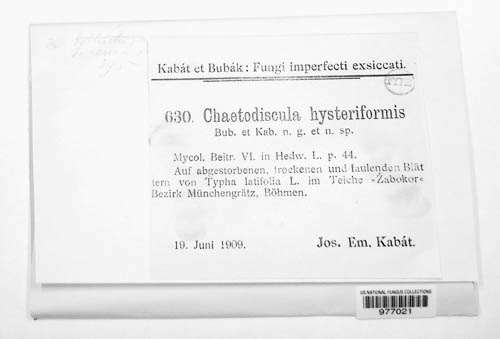 Kabát et Bubák: Fungi imperfecti exsiccati.
TYPE
630. Chaetodiscula hysteriformis
Bub. et Kab. n. g. et n. sp.
Mycol. Beitr. VI. in Hedw. L. p. 44.
Auf abgestorbenen, trockenen und faulenden Blät
tern von Typha latifolia L. im Teiche »Žabokor«
Bezirk Münchengrätz, Böhmen.
19. Juni 1909.
Jos. Em. Kabát.
US NATIONAL FUNGUS COLLECTIONS
977021